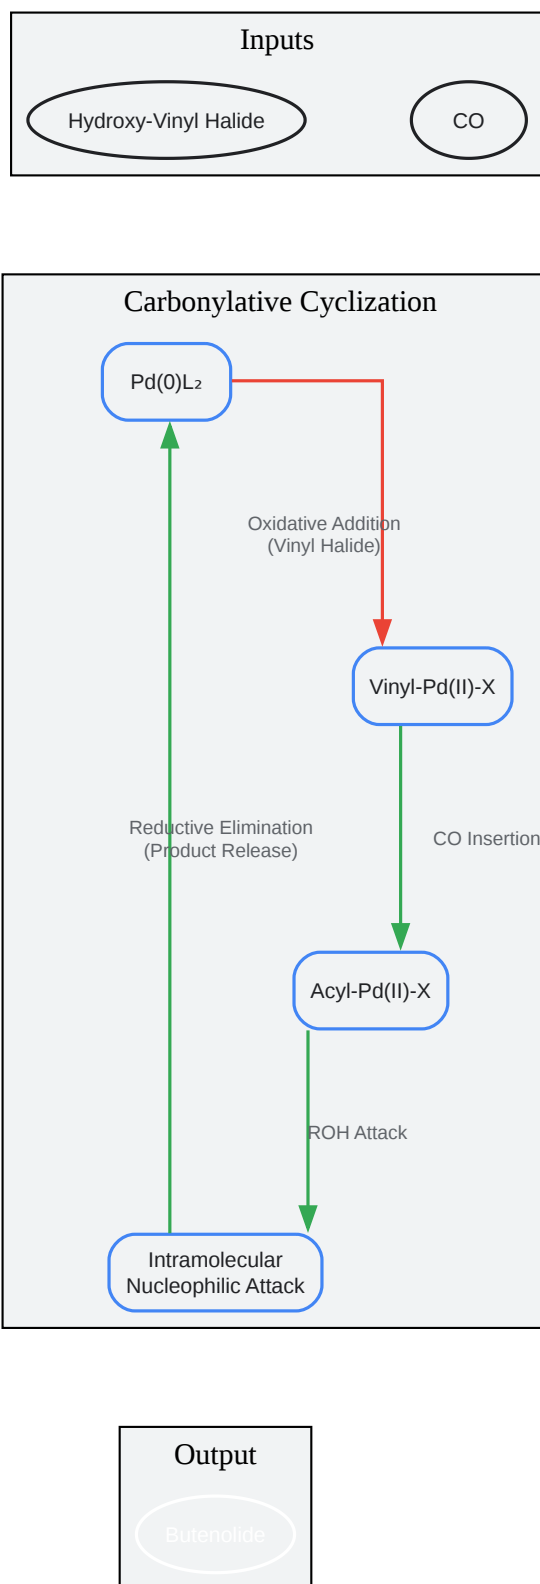 Inputs
Hydroxy-Vinyl Halide
CO
Carbonylative Cyclization
Pd(0)L₂
Oxidative Addition
(Vinyl Halide)
Vinyl-Pd(II)-X
Reductive Elimination
(Product Release)
CO Insertion
Acyl-Pd(II)-X
ROH Attack
Intramolecular
Nucleophilic Attack
Output
Butenolide